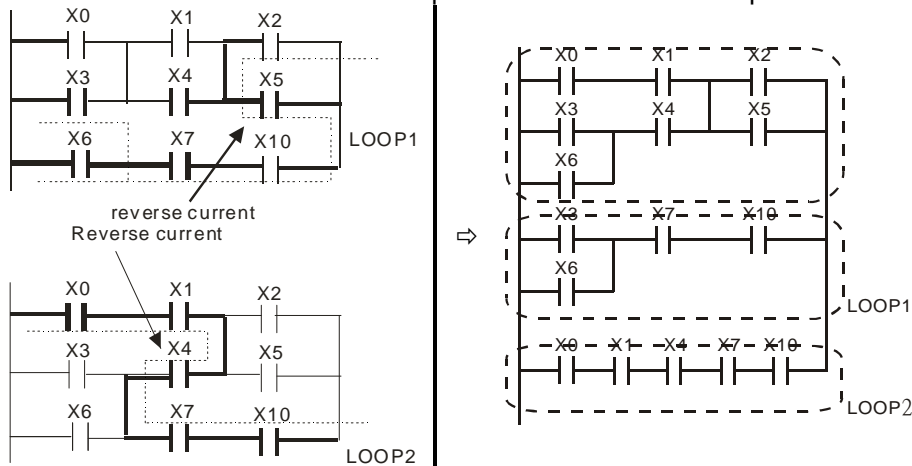 X0 X1 X2
X3 X4 X5
X6 X7 X10
LOOP1
reverse current
Reverse current
X0 X1 X2
X3 X4 X5
X6 X7 X10
LOOP2
⇨
X0 X1 X2
X3 X4 X5
X6
X3 X7 X10
X6
LOOP1
X0 X1 X4 X7 X10
LOOP2